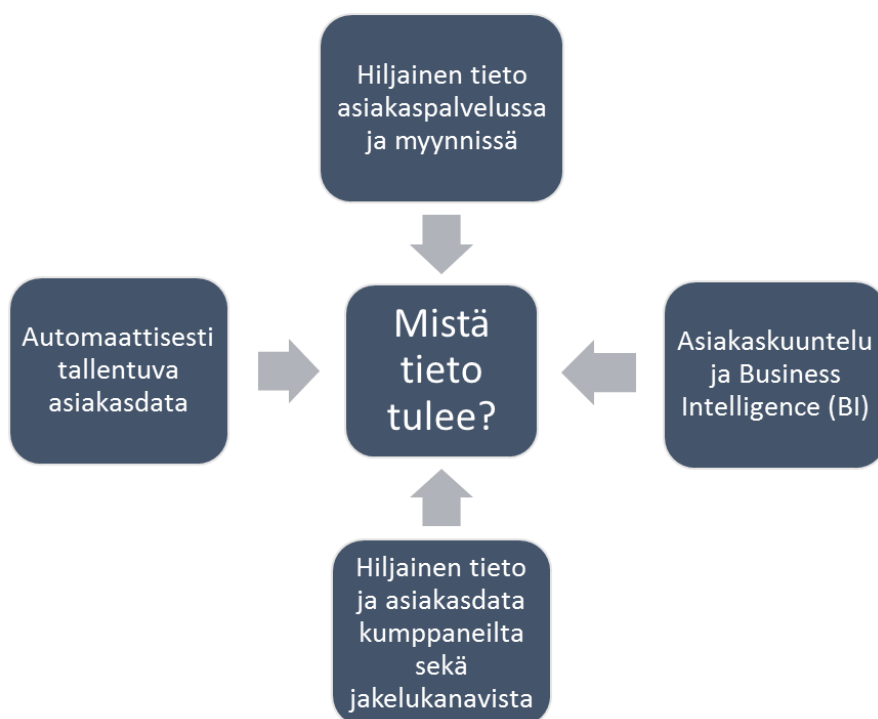 Hiljainen tieto
asiakaspalvelussa
ja myynnissä
Automaattisesti
tallentuva
asiakasdata
Mistä
tieto
tulee?
Asiakaskuuntelu
ja Business
Intelligence (BI)
Hiljainen tieto
ja asiakasdata
kumppaneilta
sekä
jakelukanavista